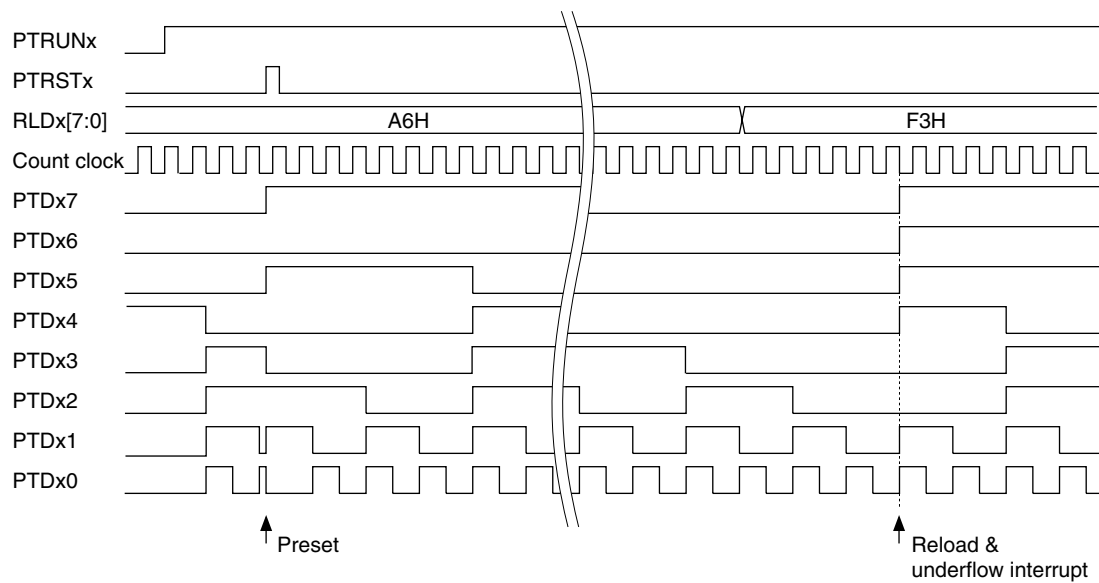 PTRUNx
PTRSTx
RLDx[7:0]
A6H
F3H
Count clock
PTDx7
PTDx6
PTDx5
PTDx4
PTDx3
PTDx2
PTDx1
PTDx0
Preset
Reload &
underflow interrupt